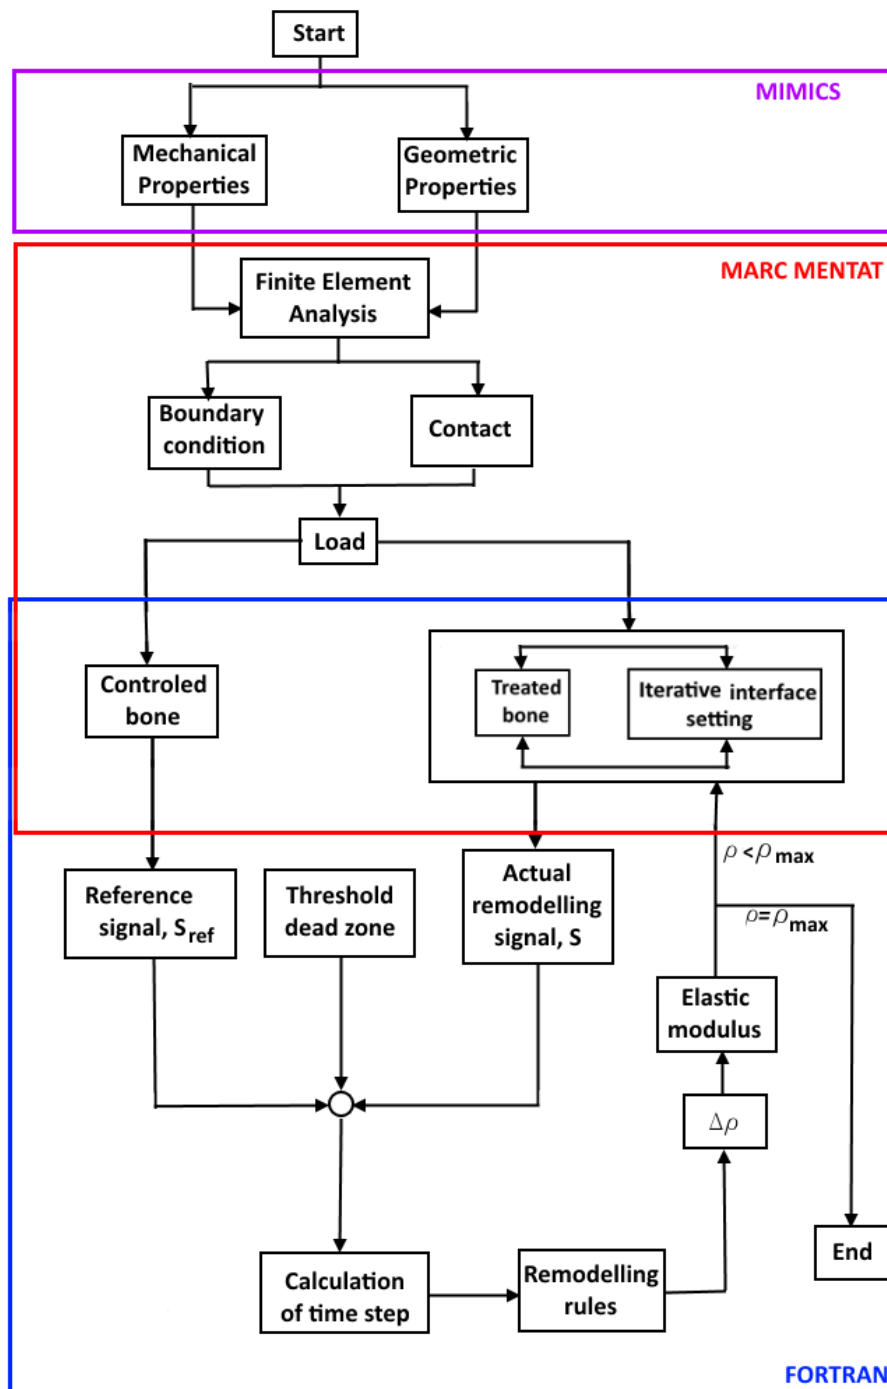 Start
MIMICS
Mechanical
Properties
Geometric
Properties
MARC MENTAT
Finite Element
Analysis
Boundary
condition
Contact
Load
Controled
bone
Treated
bone
Iterative interface
setting
Reference
signal, Sref
Threshold
dead zone
Actual
remodelling
signal, S
ρ <ρmax
ρ=ρmax
Elastic
modulus
Δρ
End
Calculation
of time step
Remodelling
rules
FORTRAN